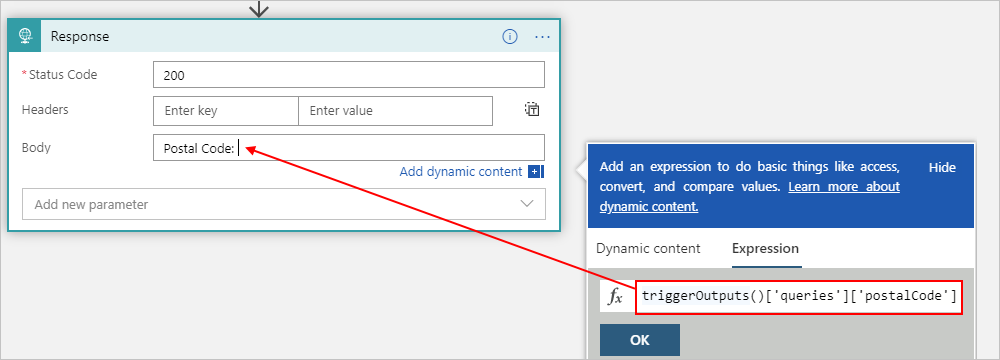 Response
* Status Code
200
Headers
Enter key
Enter value
Body
Postal Code:
Add dynamic content
Add new parameter
Add an expression to do basic things like access,
convert, and compare values. Learn more about
dynamic content.
Hide
Dynamic content
Expression
fx
triggerOutputs()['queries']['postalCode']
OK